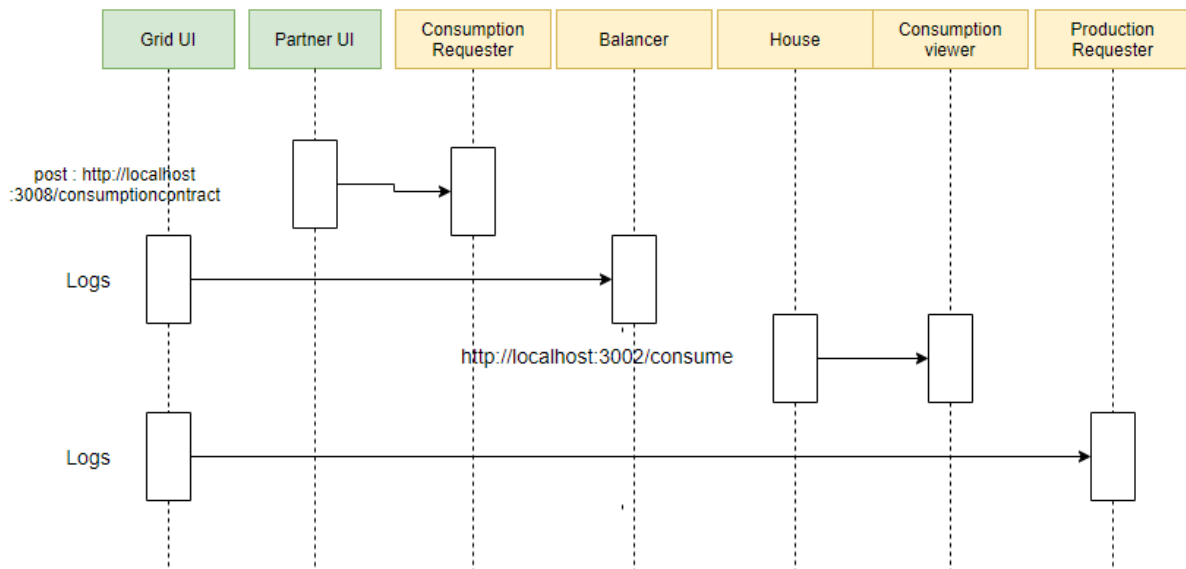 Grid UI
Partner UI
Consumption
Requester
Balancer
House
Consumption
viewer
Production
Requester
post : http://localhost
:3008/consumptioncontract
Logs
http://localhost:3002/consume
Logs